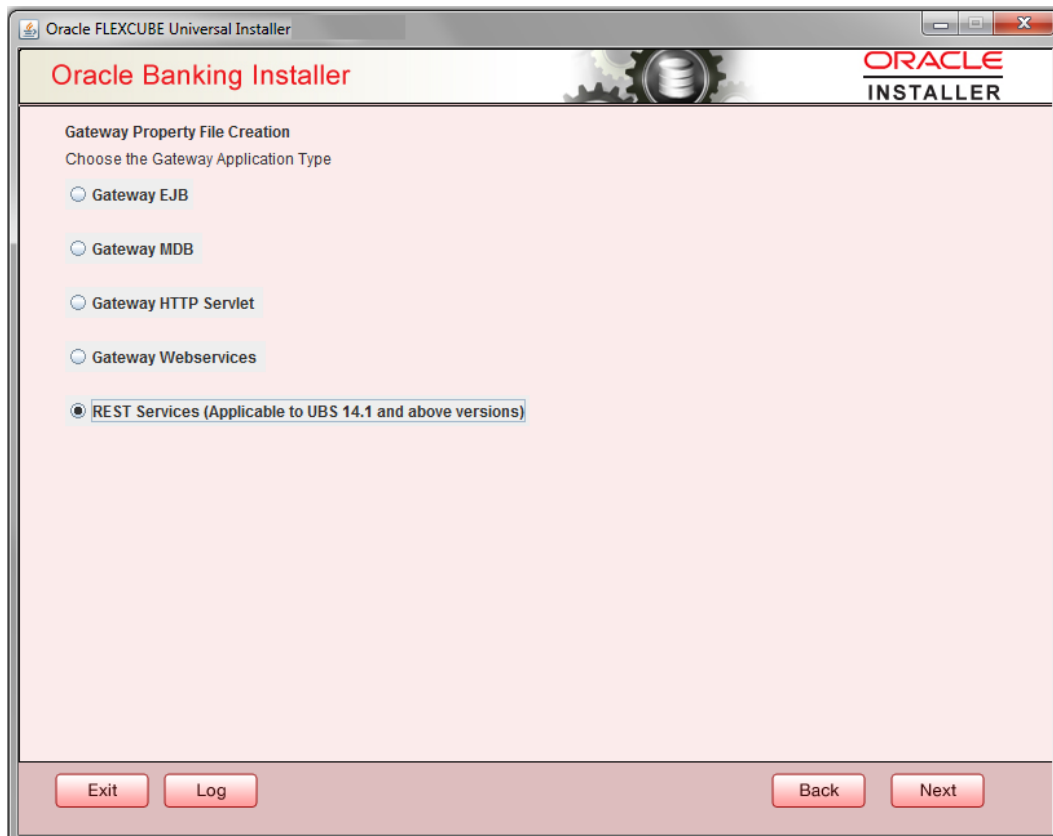 Oracle FLEXCUBE Universal Installer
Oracle Banking Installer
ORACLE
INSTALLER
Gateway Property File Creation
Choose the Gateway Application Type
Gateway EJB
Gateway MDB
Gateway HTTP Servlet
Gateway Webservices
REST Services (Applicable to UBS 14.1 and above versions)
Exit Log Back Next